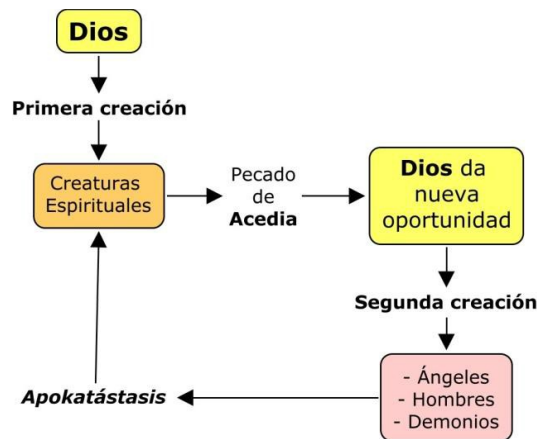 Dios
Primera creación
Creaturas
Espirituales
Pecado
de
Acedia
Dios da
nueva
oportunidad
Segunda creación
- Ángeles
- Hombres
- Demonios
Apokatástasis